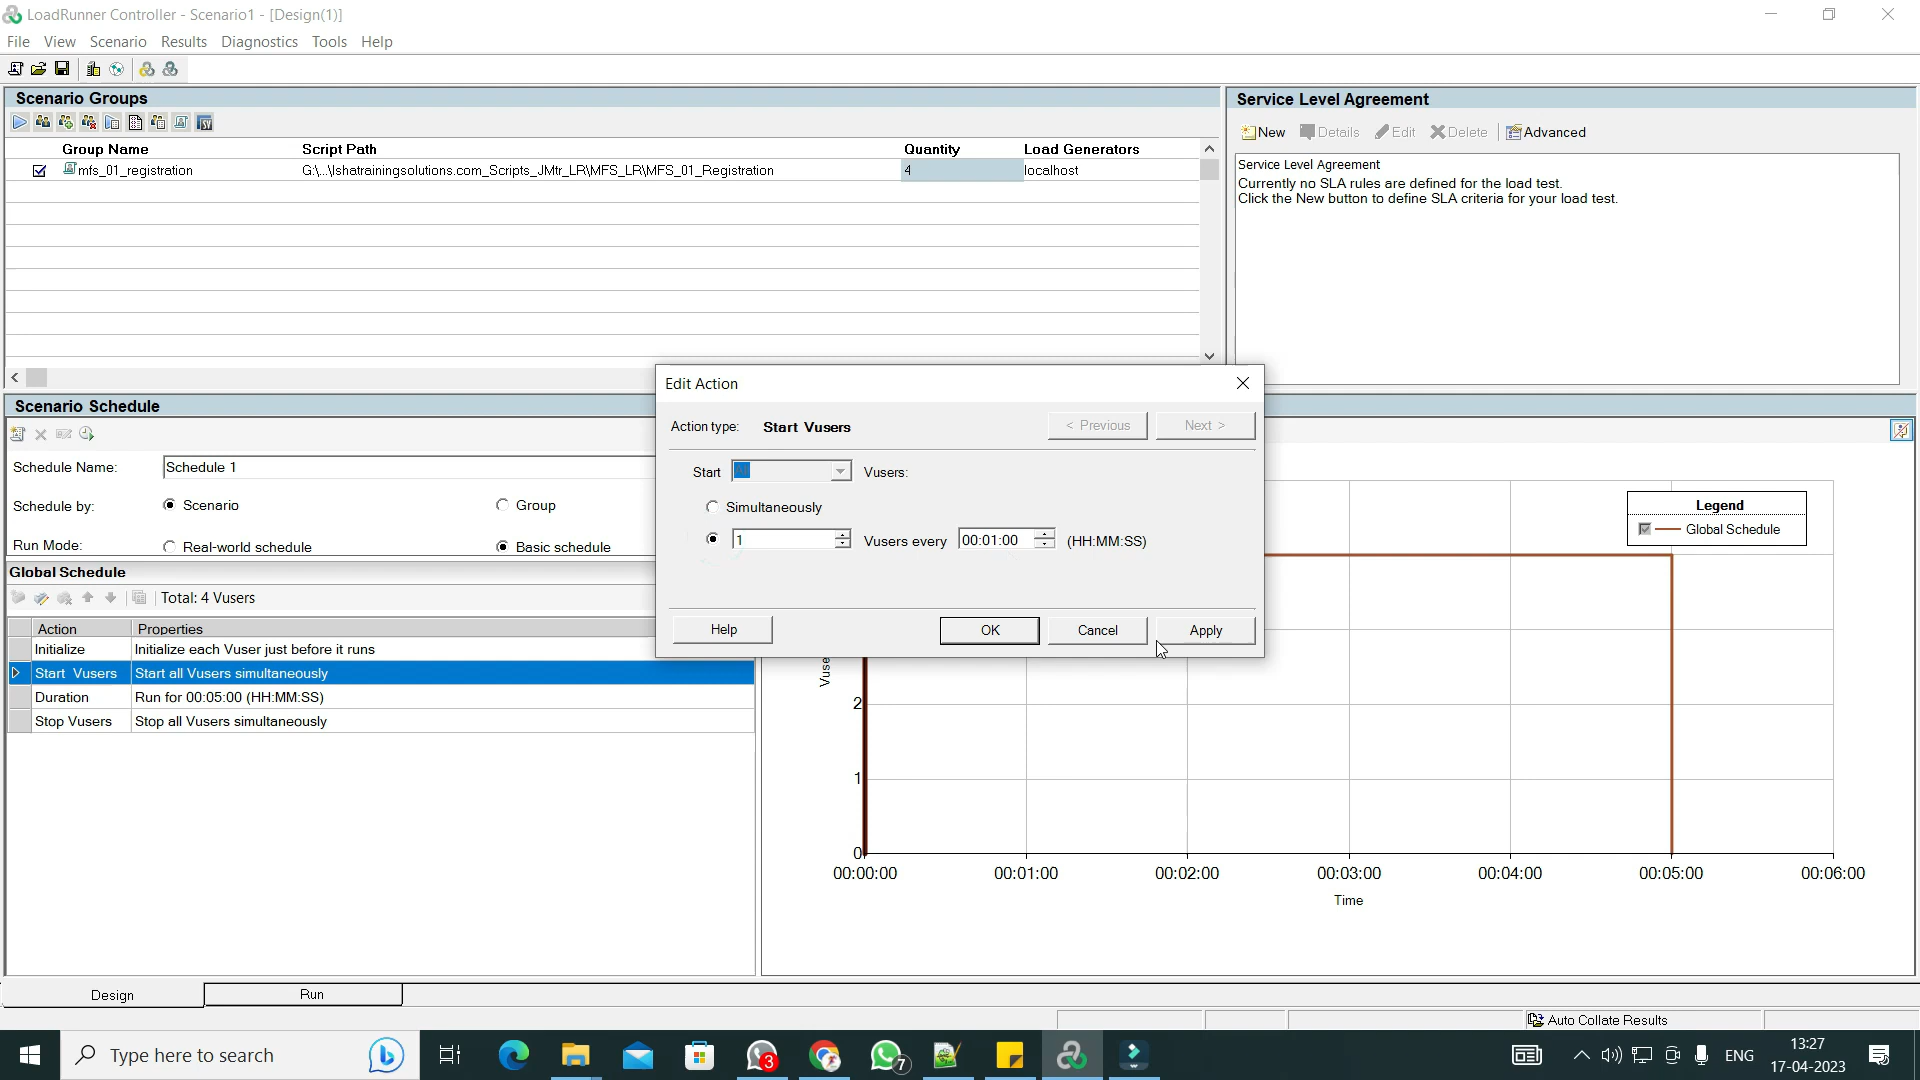 LoadRunner Controller - Scenario1 - [Design(1)]
File View Scenario Results Diagnostics Tools Help
Scenario Groups
Group Name Script Path Quantity Load Generators
mfs_01_registration G:\...\Ishatrainingsolutions.com_Scripts_JMtr_LR\MFS_LR\MFS_01_Registration 4 localhost
Service Level Agreement
New Details Edit Delete Advanced
Service Level Agreement
Currently no SLA rules are defined for the load test.
Click the New button to define SLA criteria for your load test.
Scenario Schedule
Schedule Name: Schedule 1
Schedule by: Scenario Group
Run Mode: Real-world schedule Basic schedule
Global Schedule
Total: 4 Vusers
Action Properties
Initialize Initialize each Vuser just before it runs
Start Vusers Start all Vusers simultaneously
Duration Run for 00:05:00 (HH:MM:SS)
Stop Vusers Stop all Vusers simultaneously
Edit Action
Action type: Start Vusers < Previous Next >
Start Vusers:
Simultaneously
1 Vusers every 00:01:00 (HH:MM:SS)
Help OK Cancel Apply
Legend
Global Schedule
2
1
0
00:00:00 00:01:00 00:02:00 00:03:00 00:04:00 00:05:00 00:06:00
Time
Design Run
Auto Collate Results
Type here to search
3
7
ENG
13:27
17-04-2023